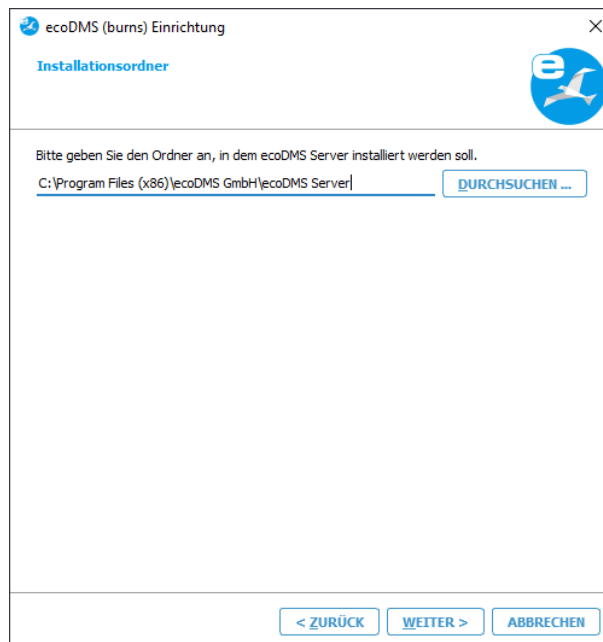 ecoDMS (burns) Einrichtung
Installationsordner
e
Bitte geben Sie den Ordner an, in dem ecoDMS Server installiert werden soll.
C:\Program Files (x86)\ecoDMS GmbH\ecoDMS Server
DURCHSUCHEN ...
< ZURÜCK
WEITER >
ABBRECHEN